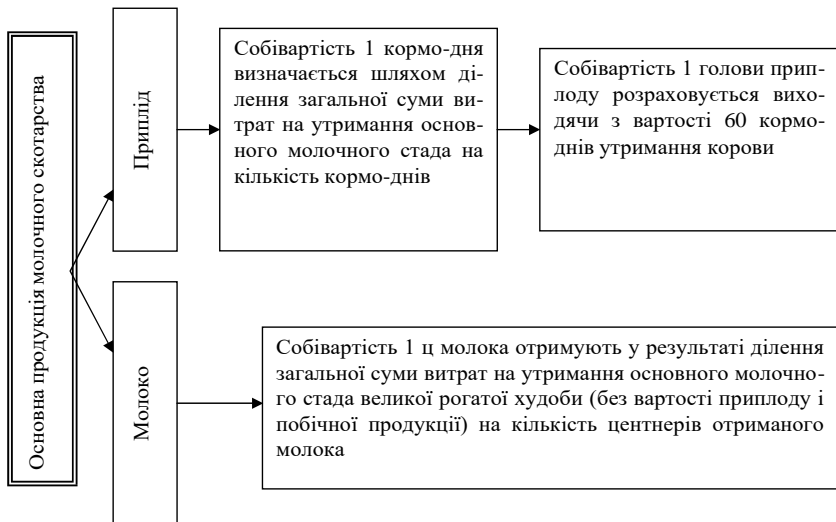 Основна продукція молочного скотарства
Приплід
Собівартість 1 кормо-дня
визначається шляхом ді-
лення загальної суми ви-
трат на утримання основ-
ного молочного стада на
кількість кормо-днів
Собівартість 1 голови прип-
лоду розраховується вихо-
дячи з вартості 60 кормо-
днів утримання корови
Молоко
Собівартість 1 ц молока отримують у результаті ділення
загальної суми витрат на утримання основного молочно-
го стада великої рогатої худоби (без вартості приплоду і
побічної продукції) на кількість центнерів отриманого
молока